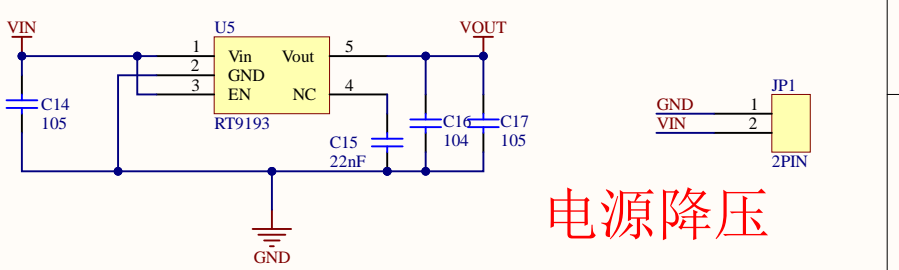 VIN
U5
VOUT
1
Vin
Vout
5
2
GND
3
EN
NC
4
C14
105
RT9193
C15
22nF
C16
104
C17
105
GND
JP1
GND
1
VIN
2
2PIN
电源降压